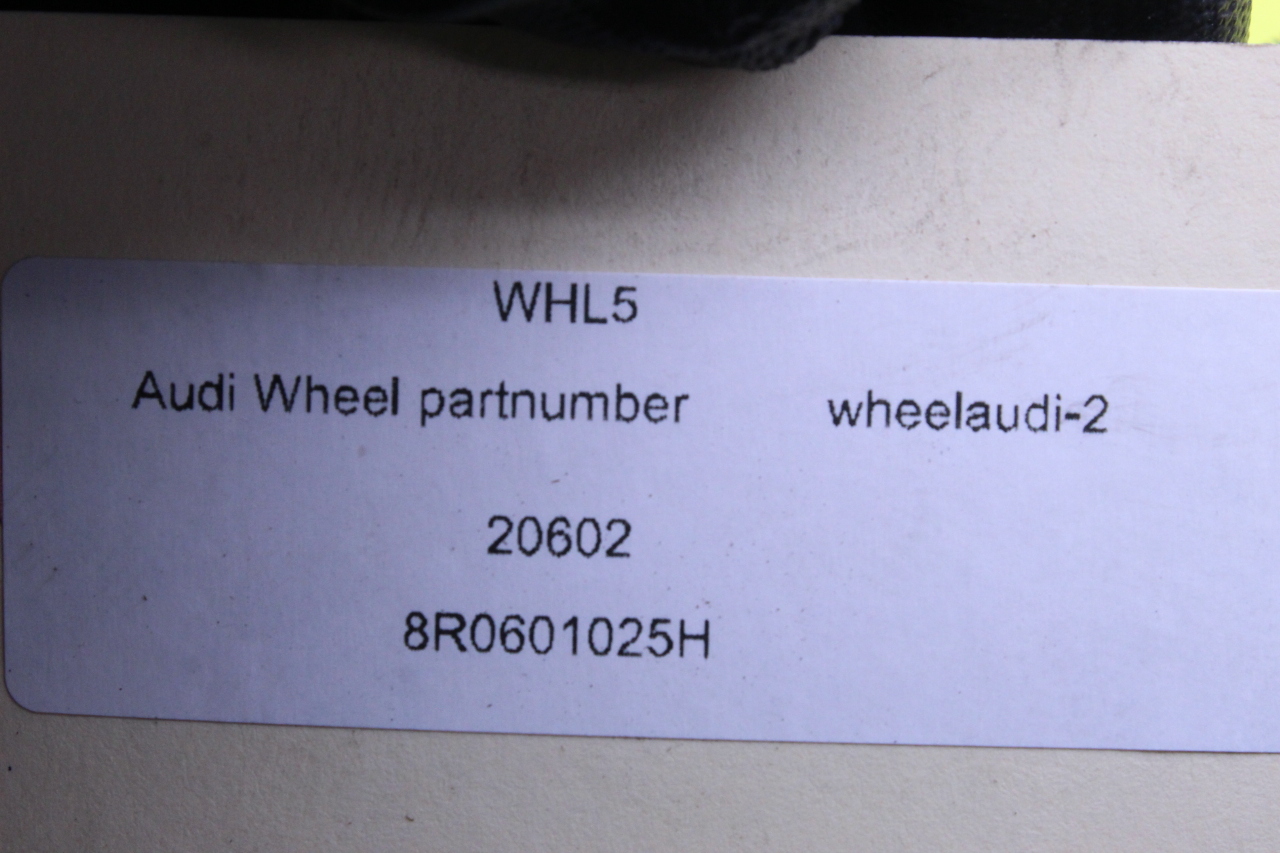 WHL5
Audi Wheel partnumber wheelaudi-2
20602
8R0601025H